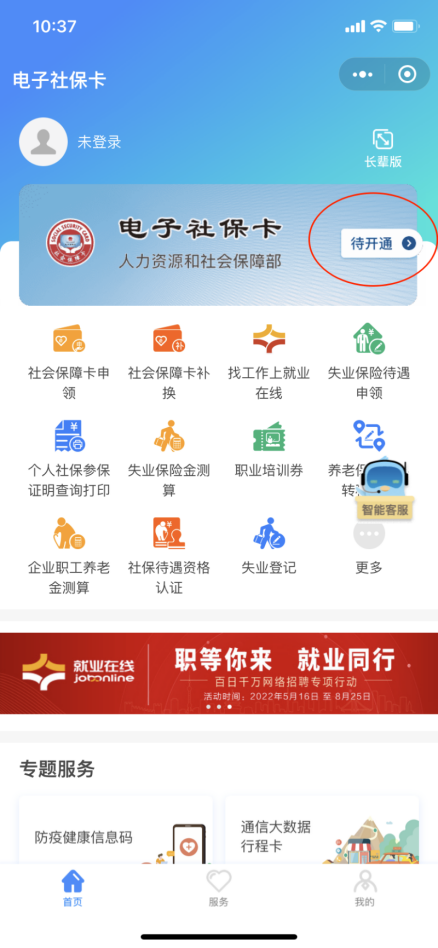 10:37
电子社保卡
未登录
长辈版
电子社保卡
人力资源和社会保障部
待开通
社会保障卡申
领
社会保障卡补
换
找工作上就业
在线
失业保险待遇
申领
个人社保参保
证明查询打印
失业保险金测
算
职业培训券
智能客服
企业职工养老
金测算
社保待遇资格
认证
失业登记
更多
就业在线
jobonline
职等你来 就业同行
百日千万网络招聘专项行动
活动时间：2022年5月16日 至 8月25日
专题服务
防疫健康信息码
通信大数据
行程卡
首页
服务
我的